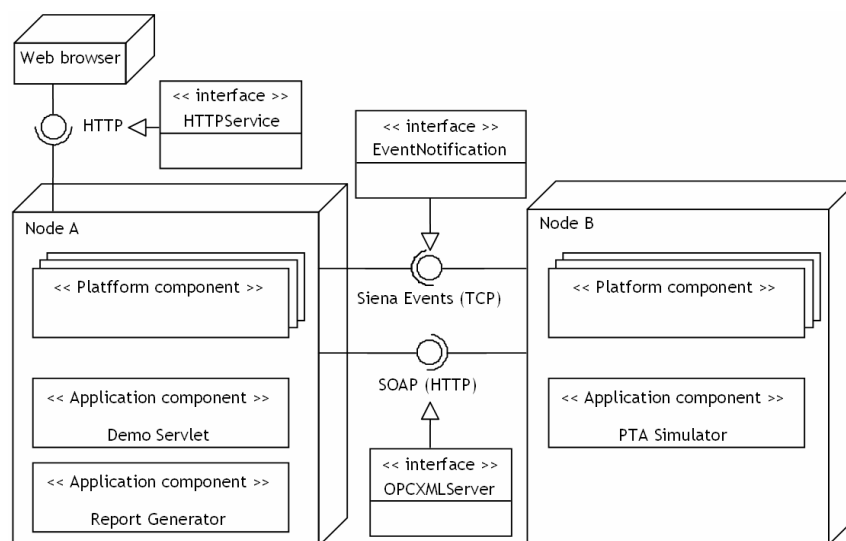 Web browser
HTTP
<< interface >>
HTTPService
<< interface >>
EventNotification
Node A
<< Platfform component >>
Siena Events (TCP)
Node B
<< Platform component >>
SOAP (HTTP)
<< Application component >>
Demo Servlet
<< Application component >>
PTA Simulator
<< interface >>
OPCXMLServer
<< Application component >>
Report Generator